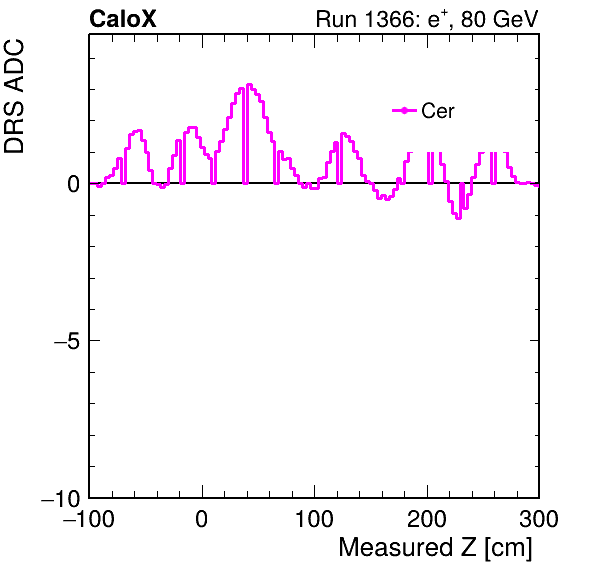 CaloX Run 1366: e⁺, 80 GeV
DRS ADC
Cer
0
−5
−10
−100 0 100 200 300
Measured Z [cm]